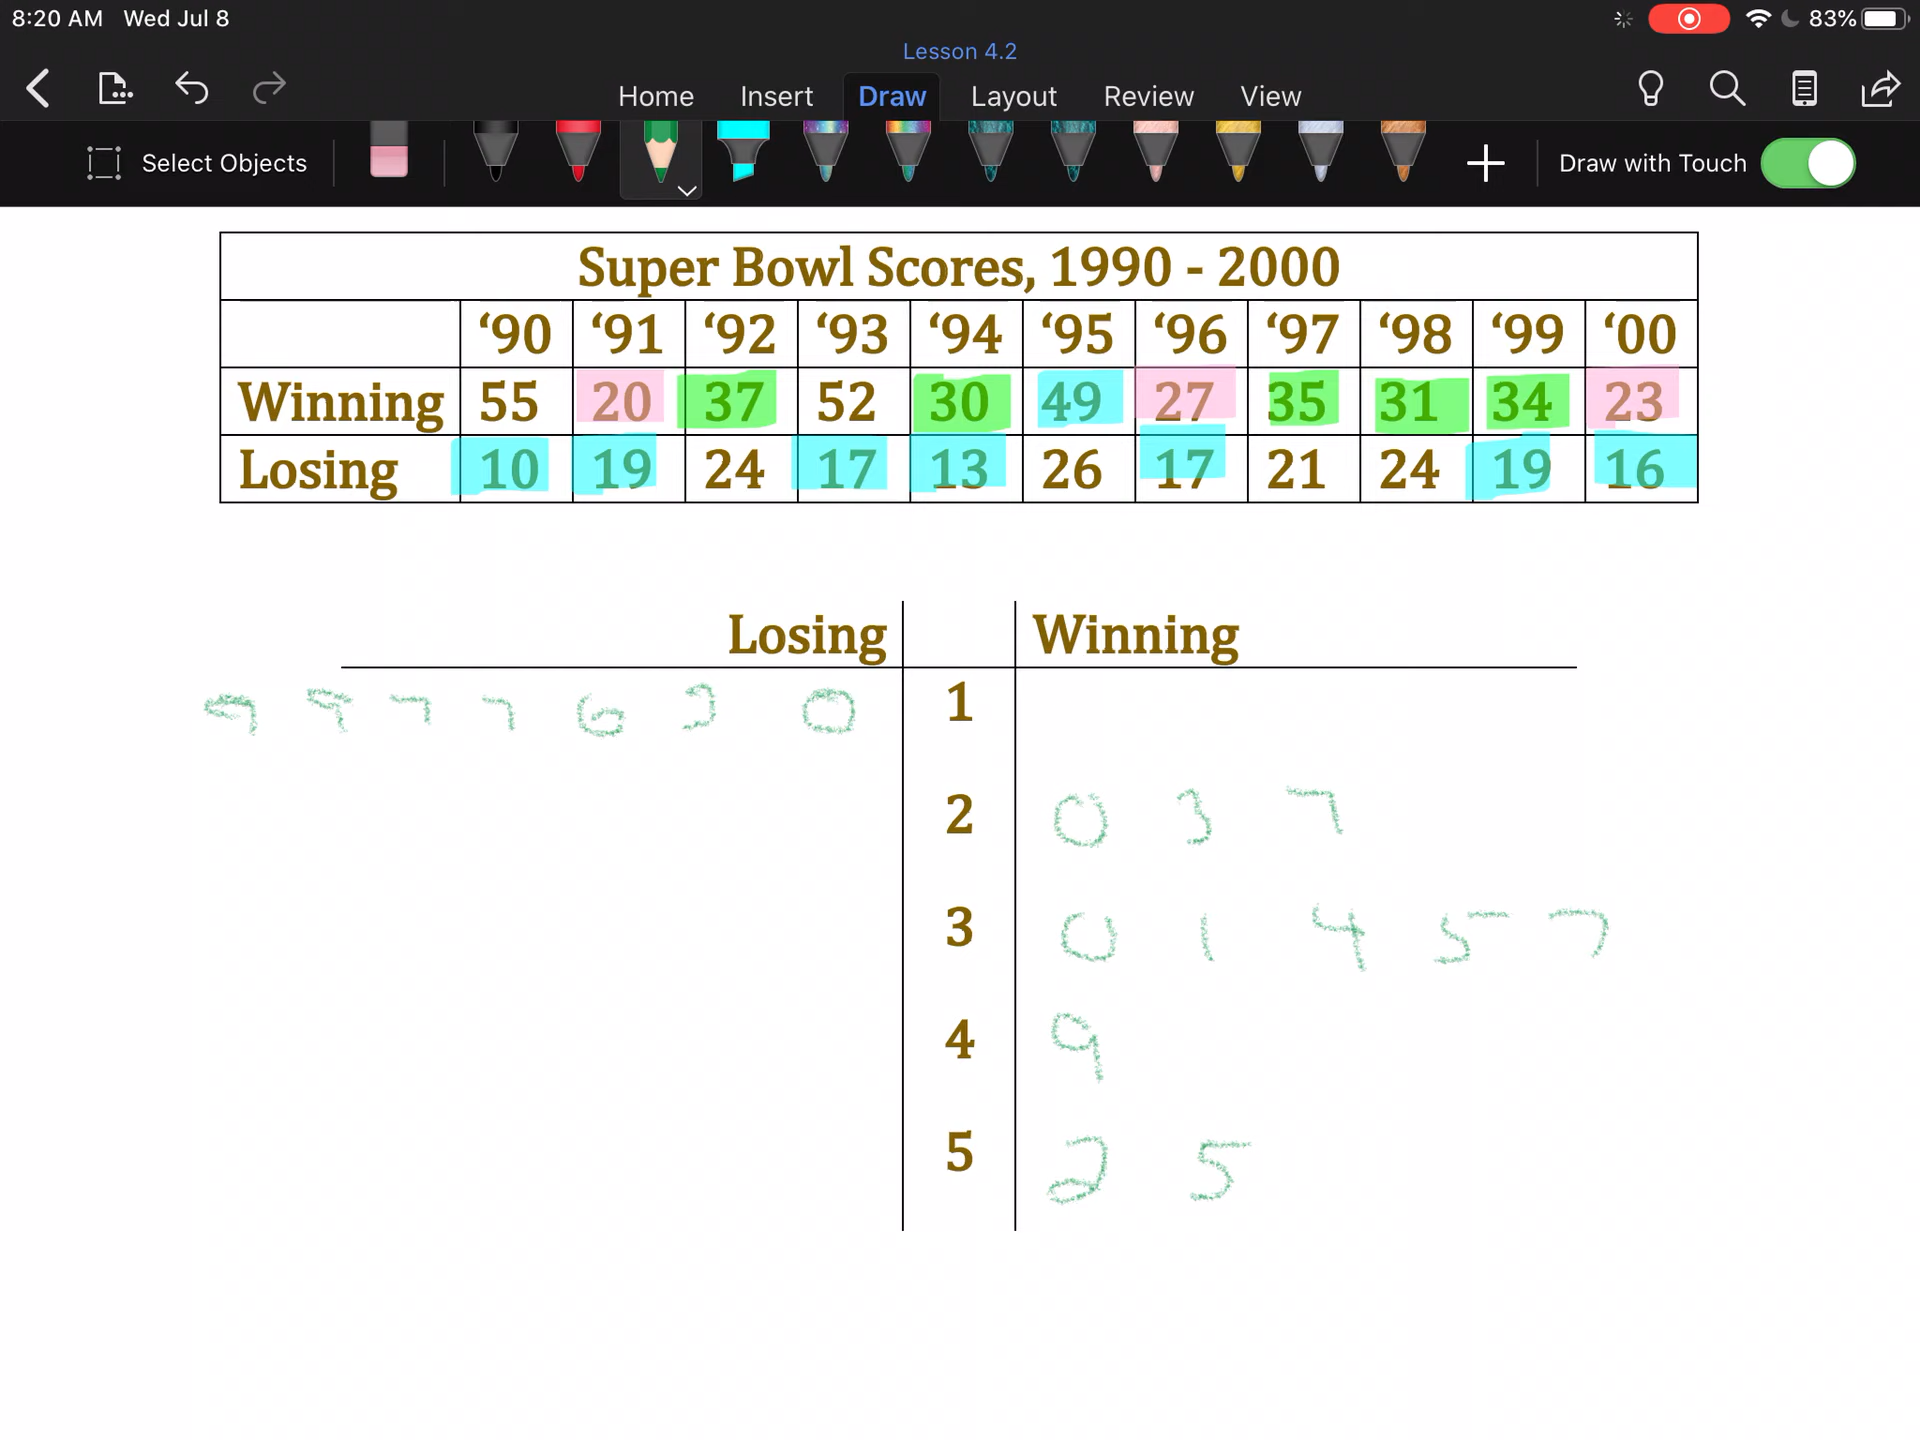 8:20 AM Wed Jul 8 83%
Lesson 4.2
Home Insert Draw Layout Review View
Select Objects Draw with Touch
Super Bowl Scores, 1990 - 2000
‘90 ‘91 ‘92 ‘93 ‘94 ‘95 ‘96 ‘97 ‘98 ‘99 ‘00
Winning 55 20 37 52 30 49 27 35 31 34 23
Losing 10 19 24 17 13 26 17 21 24 19 16
Losing Winning
9 9 7 7 6 3 0 1
2 0 3 7
3 0 1 4 5 7
4 9
5 2 5